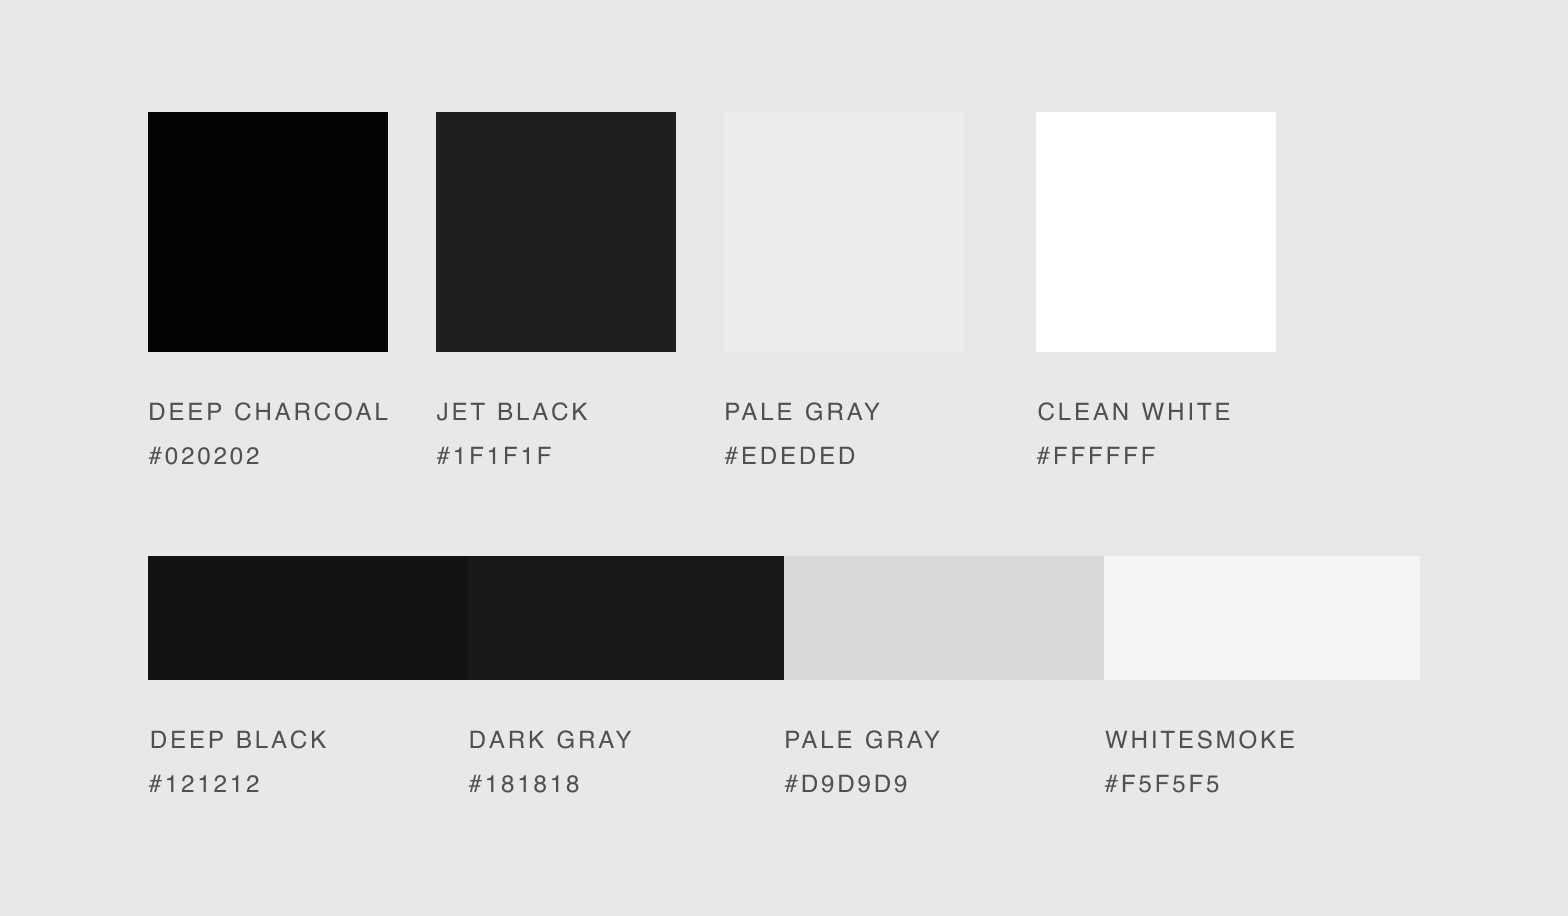 DEEP CHARCOAL
#020202
JET BLACK
#1F1F1F
PALE GRAY
#EDEDED
CLEAN WHITE
#FFFFFF
DEEP BLACK
#121212
DARK GRAY
#181818
PALE GRAY
#D9D9D9
WHITESMOKE
#F5F5F5